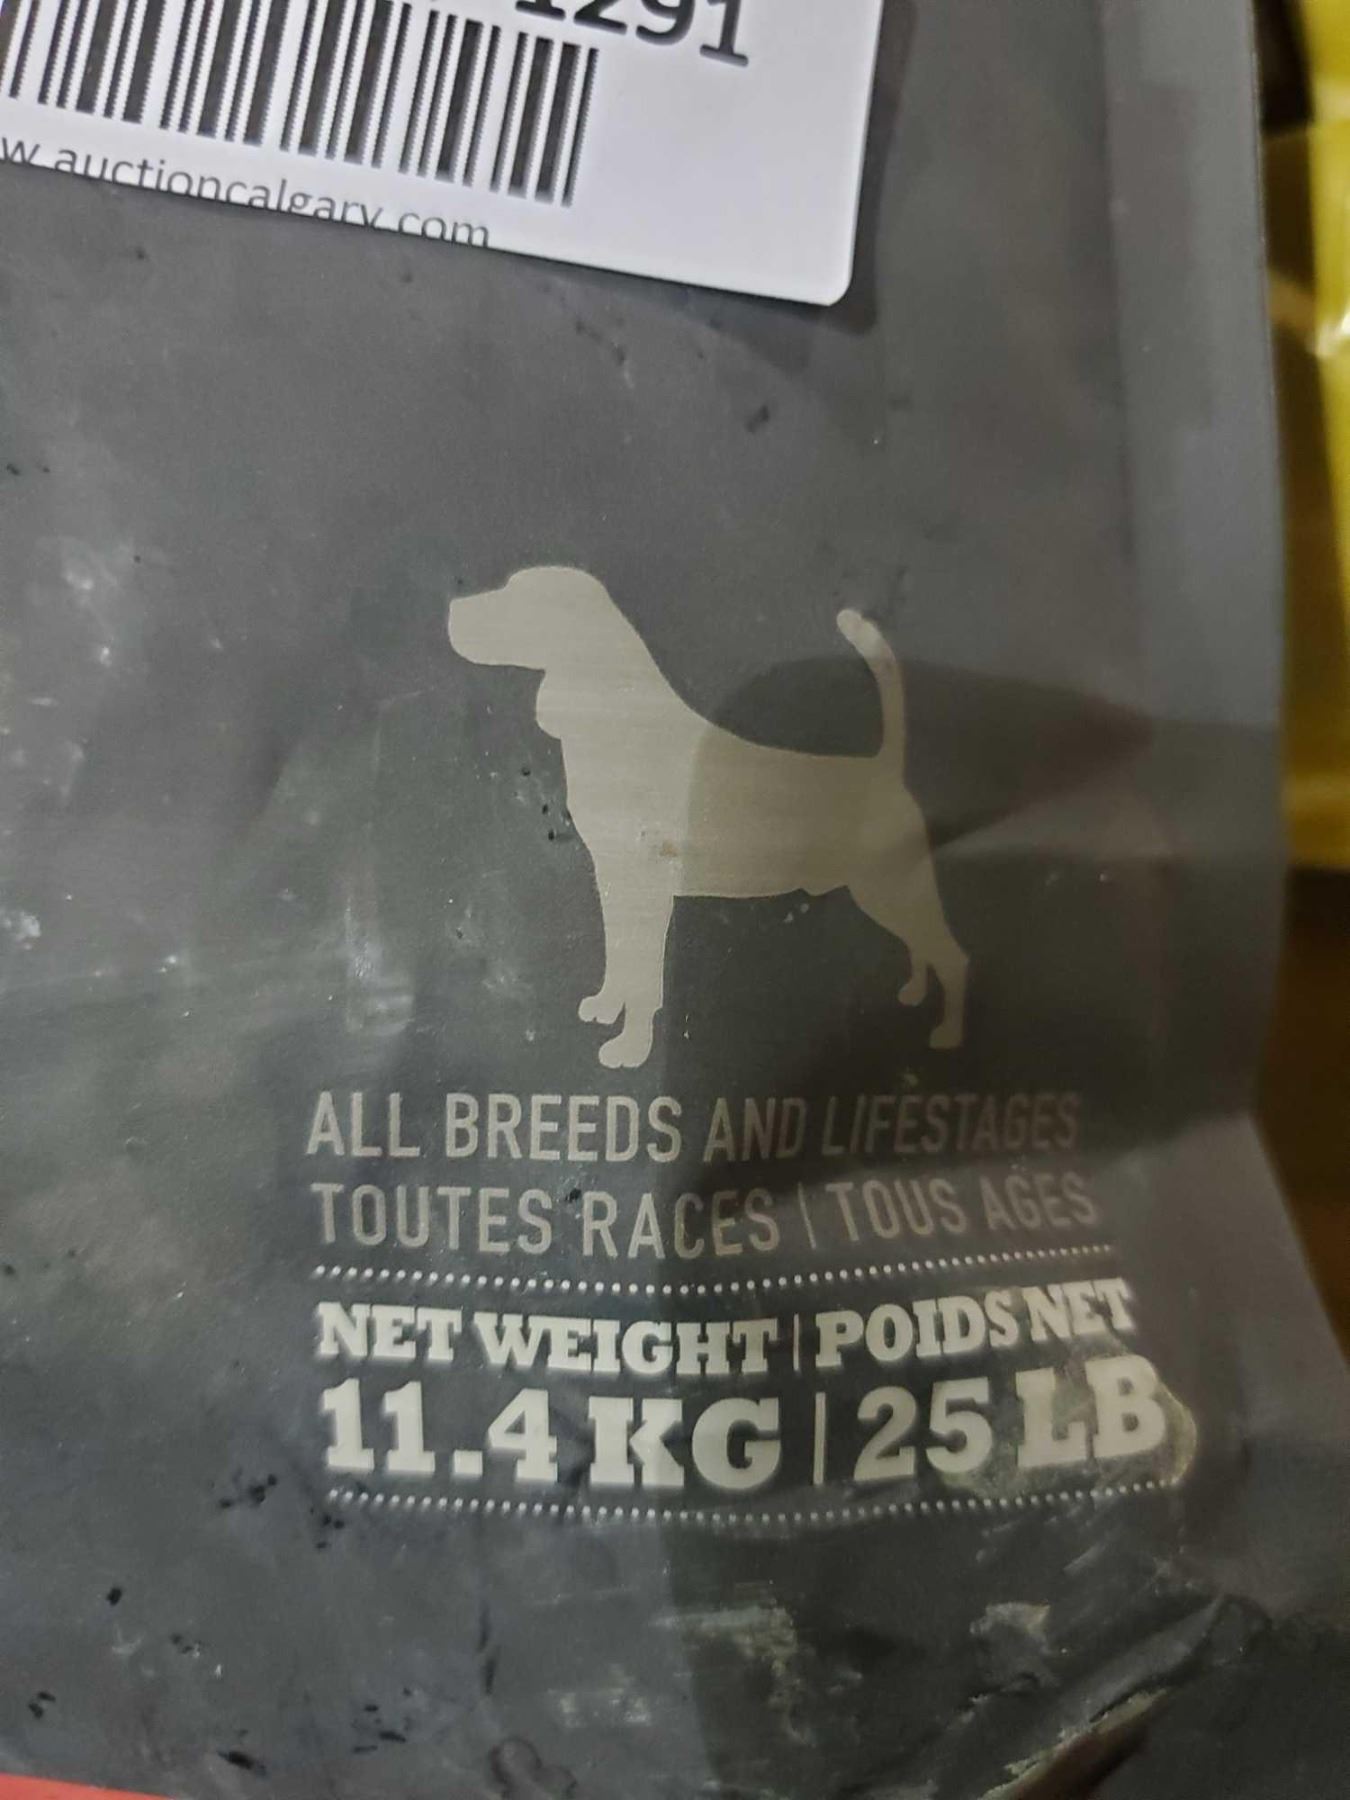 1291
w.auctioncalgary.com
ALL BREEDS AND LIFESTAGES
TOUTES RACES | TOUS AGES
NET WEIGHT | POIDS NET
11.4 KG | 25 LB